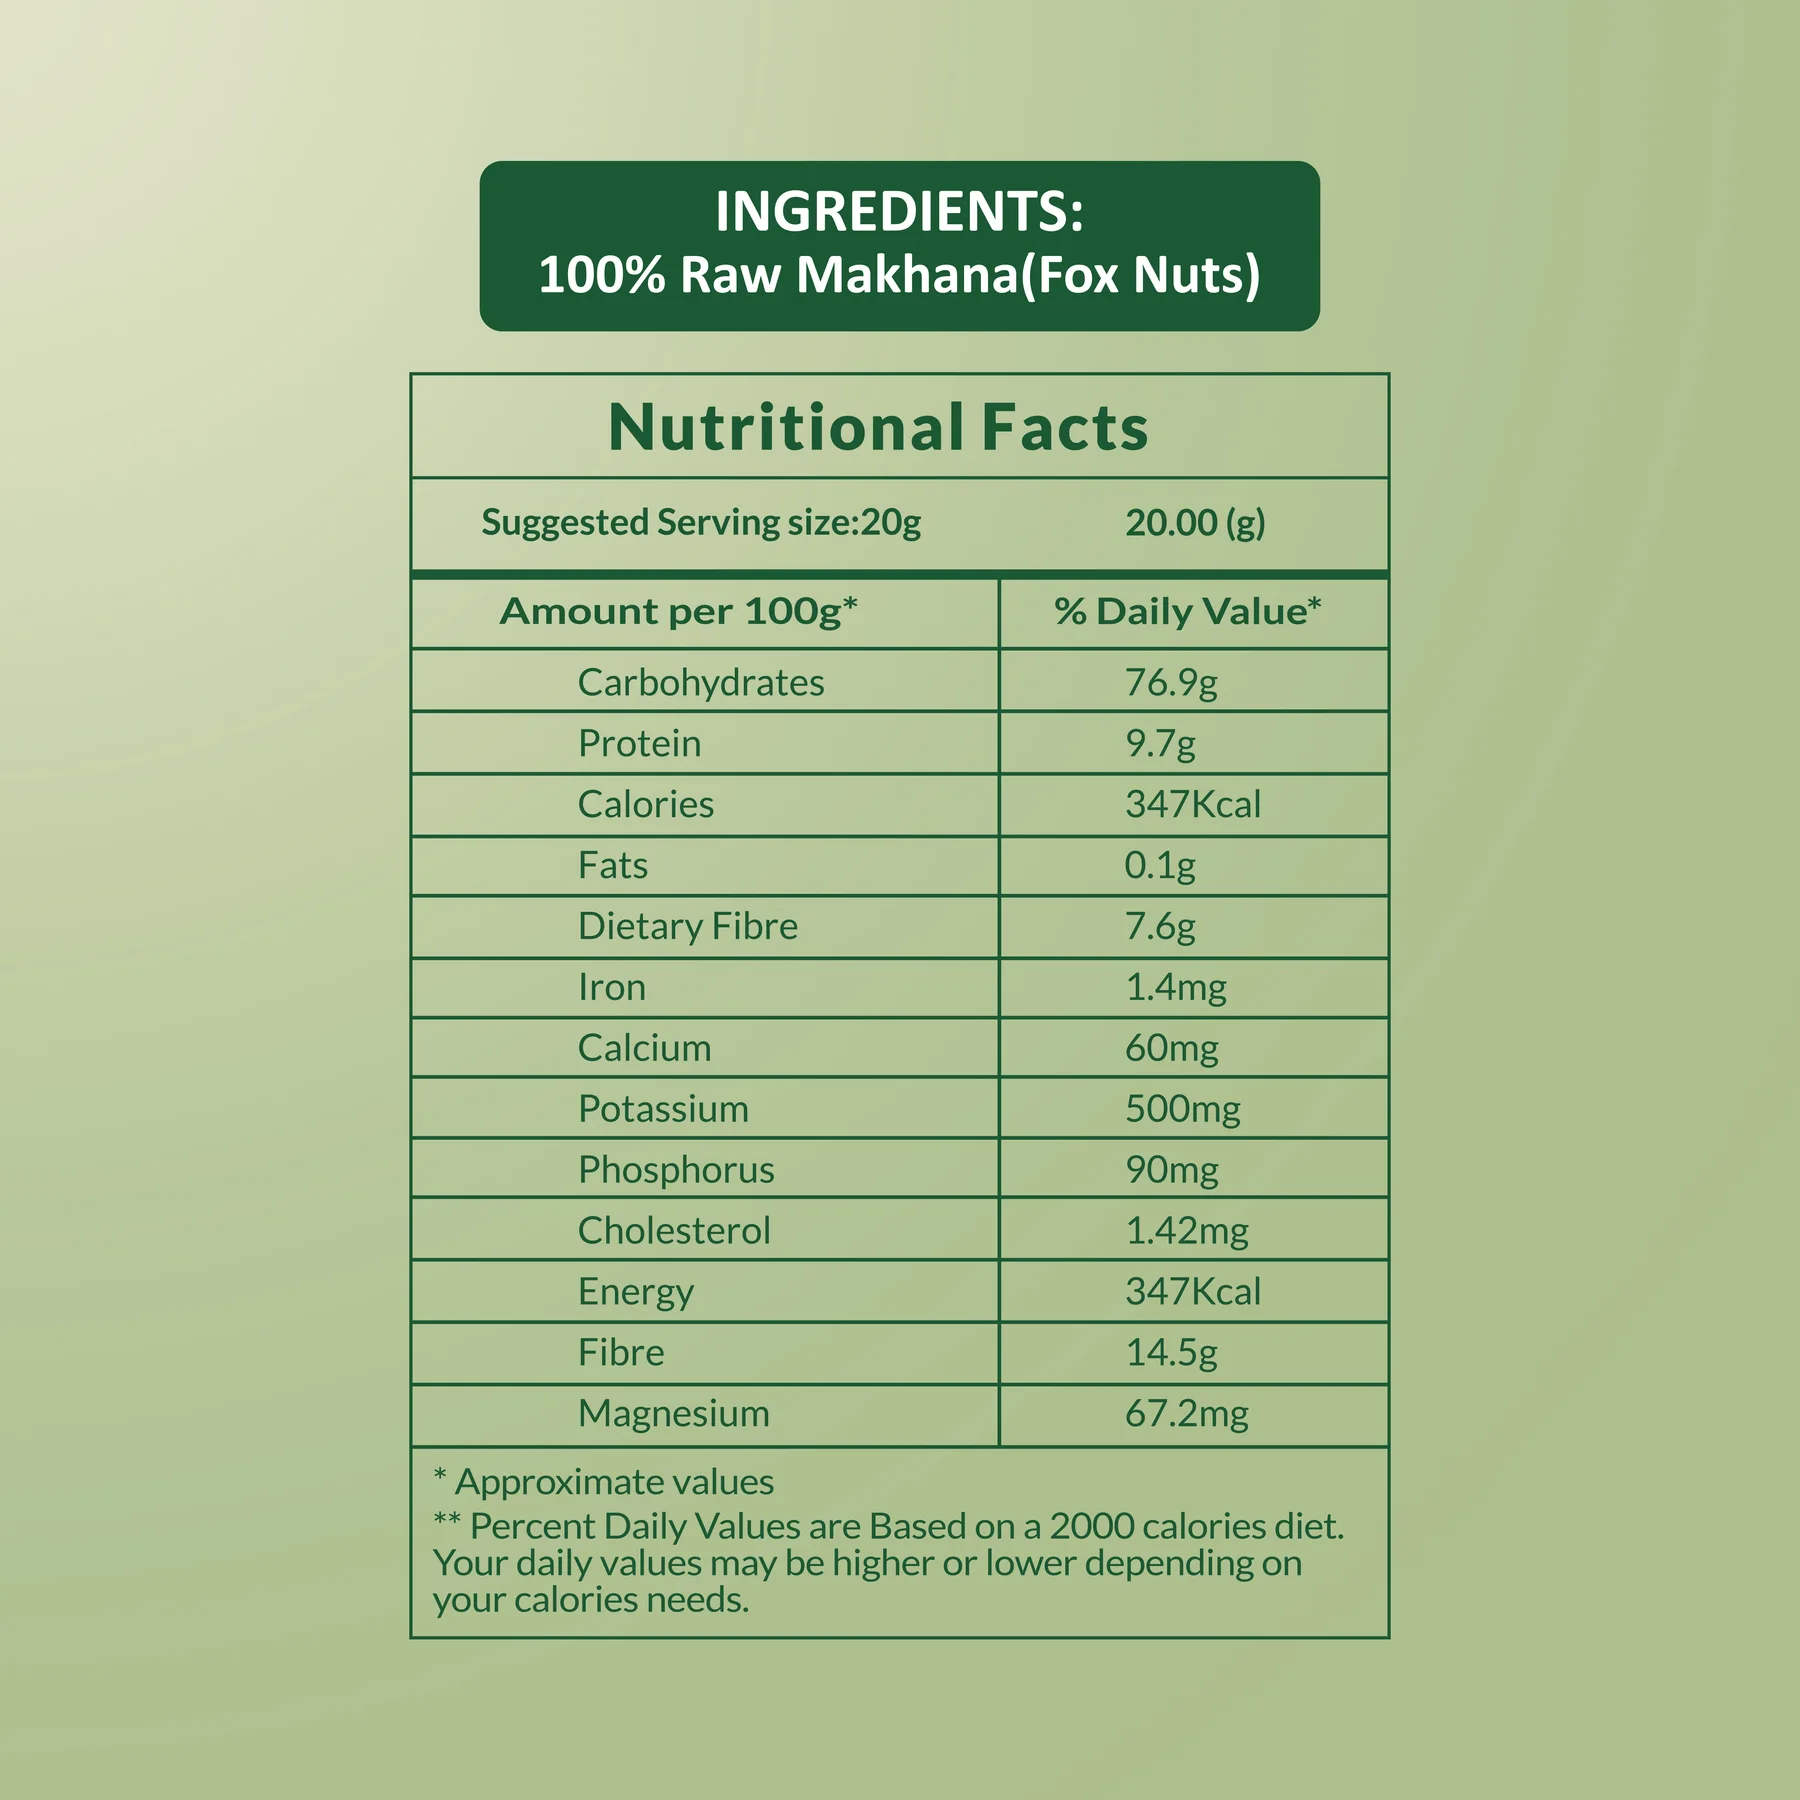 INGREDIENTS:
100% Raw Makhana(Fox Nuts)
Nutritional Facts
Suggested Serving size:20g 20.00 (g)
Amount per 100g* % Daily Value*
Carbohydrates 76.9g
Protein 9.7g
Calories 347Kcal
Fats 0.1g
Dietary Fibre 7.6g
Iron 1.4mg
Calcium 60mg
Potassium 500mg
Phosphorus 90mg
Cholesterol 1.42mg
Energy 347Kcal
Fibre 14.5g
Magnesium 67.2mg
* Approximate values
** Percent Daily Values are Based on a 2000 calories diet.
Your daily values may be higher or lower depending on
your calories needs.